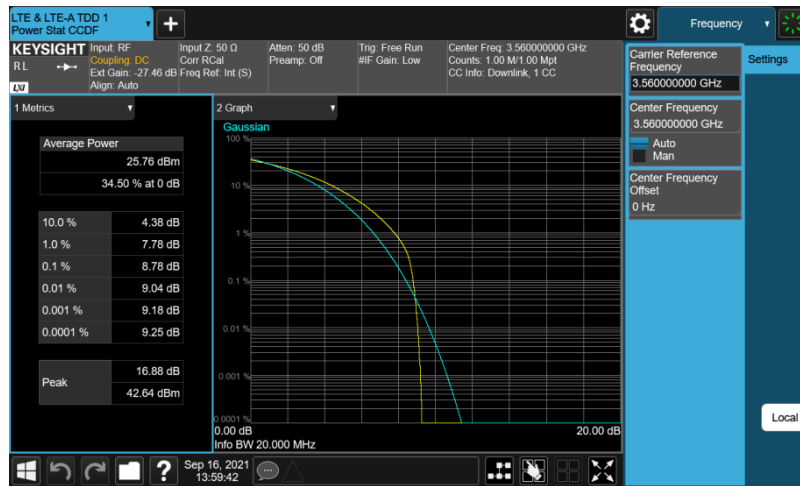 LTE & LTE-A TDD 1
Power Stat CCDF
Frequency
KEYSIGHT
R L
LXI
Input: RF
Coupling: DC
Ext Gain: -27.46 dB
Align: Auto
Input Z: 50 Ω
Corr RCal
Freq Ref: Int (S)
Atten: 50 dB
Preamp: Off
Trig: Free Run
#IF Gain: Low
Center Freq: 3.560000000 GHz
Counts: 1.00 M/1.00 Mpt
CC Info: Downlink, 1 CC
1 Metrics
Average Power
25.76 dBm
34.50 % at 0 dB
10.0 % 4.38 dB
1.0 % 7.78 dB
0.1 % 8.78 dB
0.01 % 9.04 dB
0.001 % 9.18 dB
0.0001 % 9.25 dB
Peak
16.88 dB
42.64 dBm
2 Graph
Gaussian
100 %
10 %
1 %
0.1 %
0.01 %
0.001 %
0.0001 %
0.00 dB 20.00 dB
Info BW 20.000 MHz
Carrier Reference
Frequency
3.560000000 GHz
Center Frequency
3.560000000 GHz
Auto
Man
Center Frequency
Offset
0 Hz
Settings
Local
?
Sep 16, 2021
13:59:42